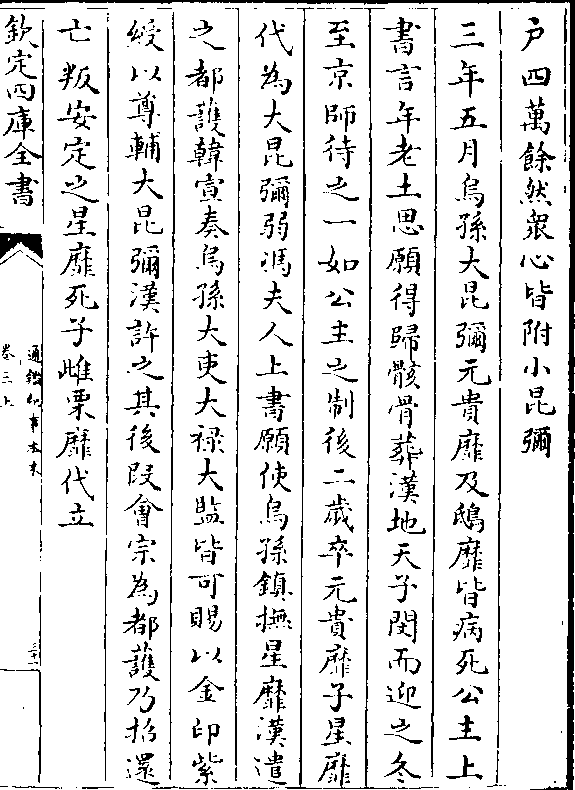 户四萬餘然衆心皆附小昆彌
三年五月烏孫大昆彌元貴靡及鴟靡皆病死公主上
書言年老土思願得歸骸骨葬漢地天子閔而迎之冬
至京師待之一如公主之制後二歲卒元貴靡子星靡
代為大昆彌弱馮夫人上書願使烏孫鎮撫星靡漢遣
之都護韓宣奏烏孫大吏大祿大監皆可賜以金印紫
綬以尊輔大昆彌漢許之其後段會宗為都護乃招還
亡叛安定之星靡死子雌栗靡代立
欽定四庫全書
通鑑紀事本末
卷三上